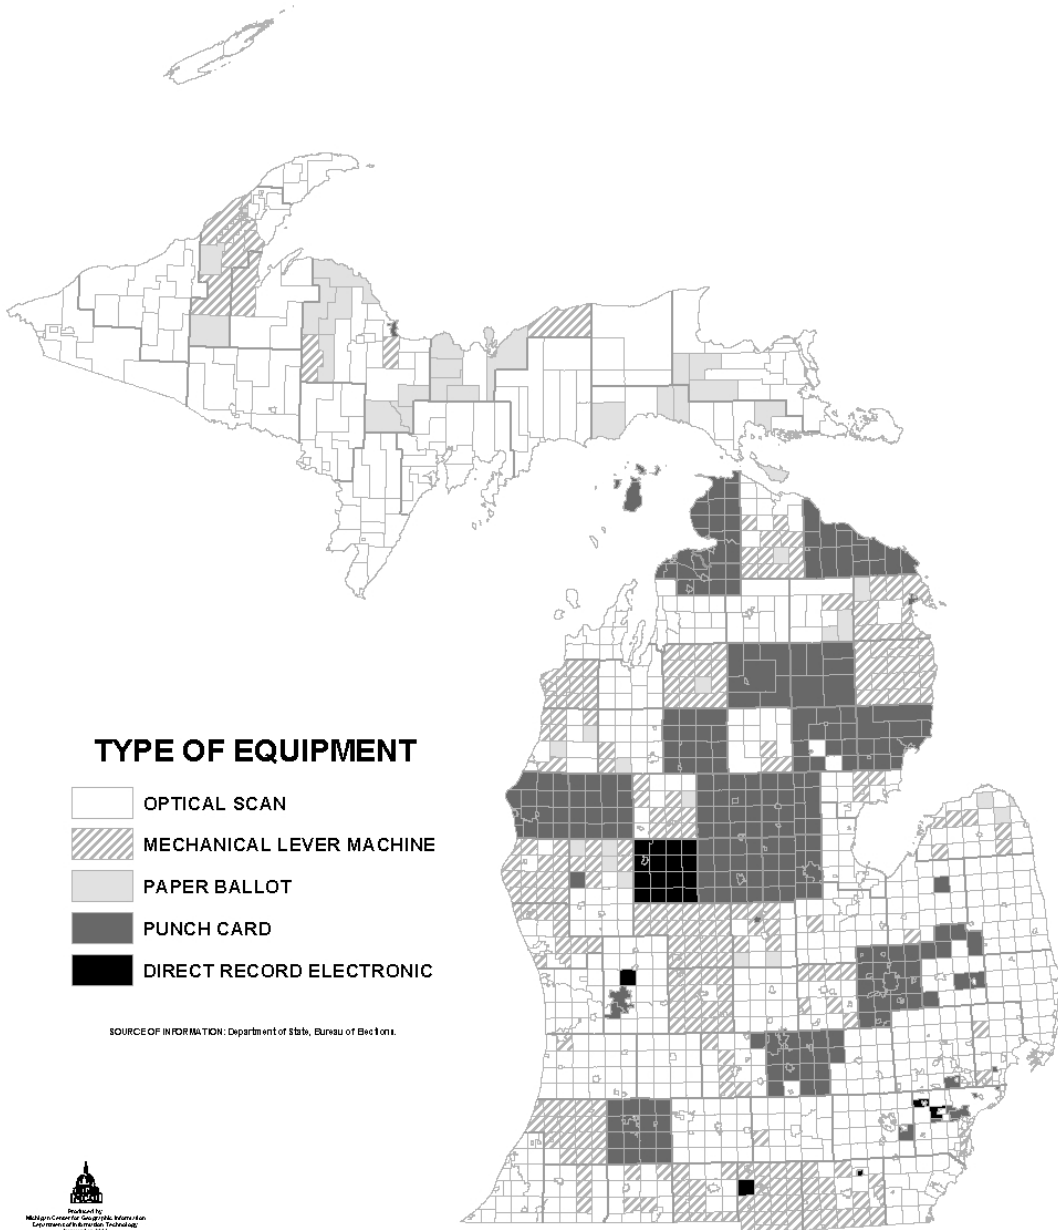 TYPE OF EQUIPMENT
OPTICAL SCAN
MECHANICAL LEVER MACHINE
PAPER BALLOT
PUNCH CARD
DIRECT RECORD ELECTRONIC
SOURCE OF INFORMATION: Department of State, Bureau of Elections.
Produced by
Michigan Center for Geographic Information
Department of Information Technology